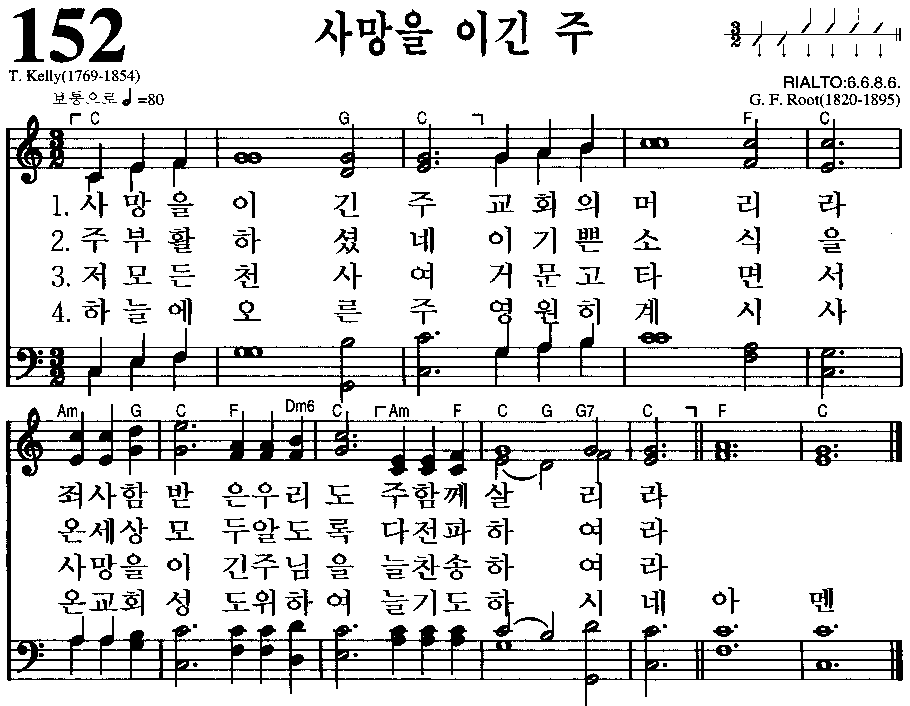 152
사망을 이긴 주
T. Kelly(1769-1854)
보통으로 ♩=80
RIALTO:6.6.8.6.
G. F. Root(1820-1895)
C G C F C
1. 사 망 을 이 긴 주 교 회 의 머 리 라
2. 주 부 활 하 셨 네 이 기 쁜 소 식 을
3. 저 모 든 천 사 여 거 문 고 타 면 서
4. 하 늘 에 오 른 주 영 원 히 계 시 사
Am G C F Dm6 C Am F C G G7 C F C
죄사함 받 은우리 도 주함께 살 리 라
온세상 모 두알도 록 다전파 하 여 라
사망을 이 긴주님 을 늘찬송 하 여 라
온교회 성 도위하 여 늘기도 하 시 네 아 멘